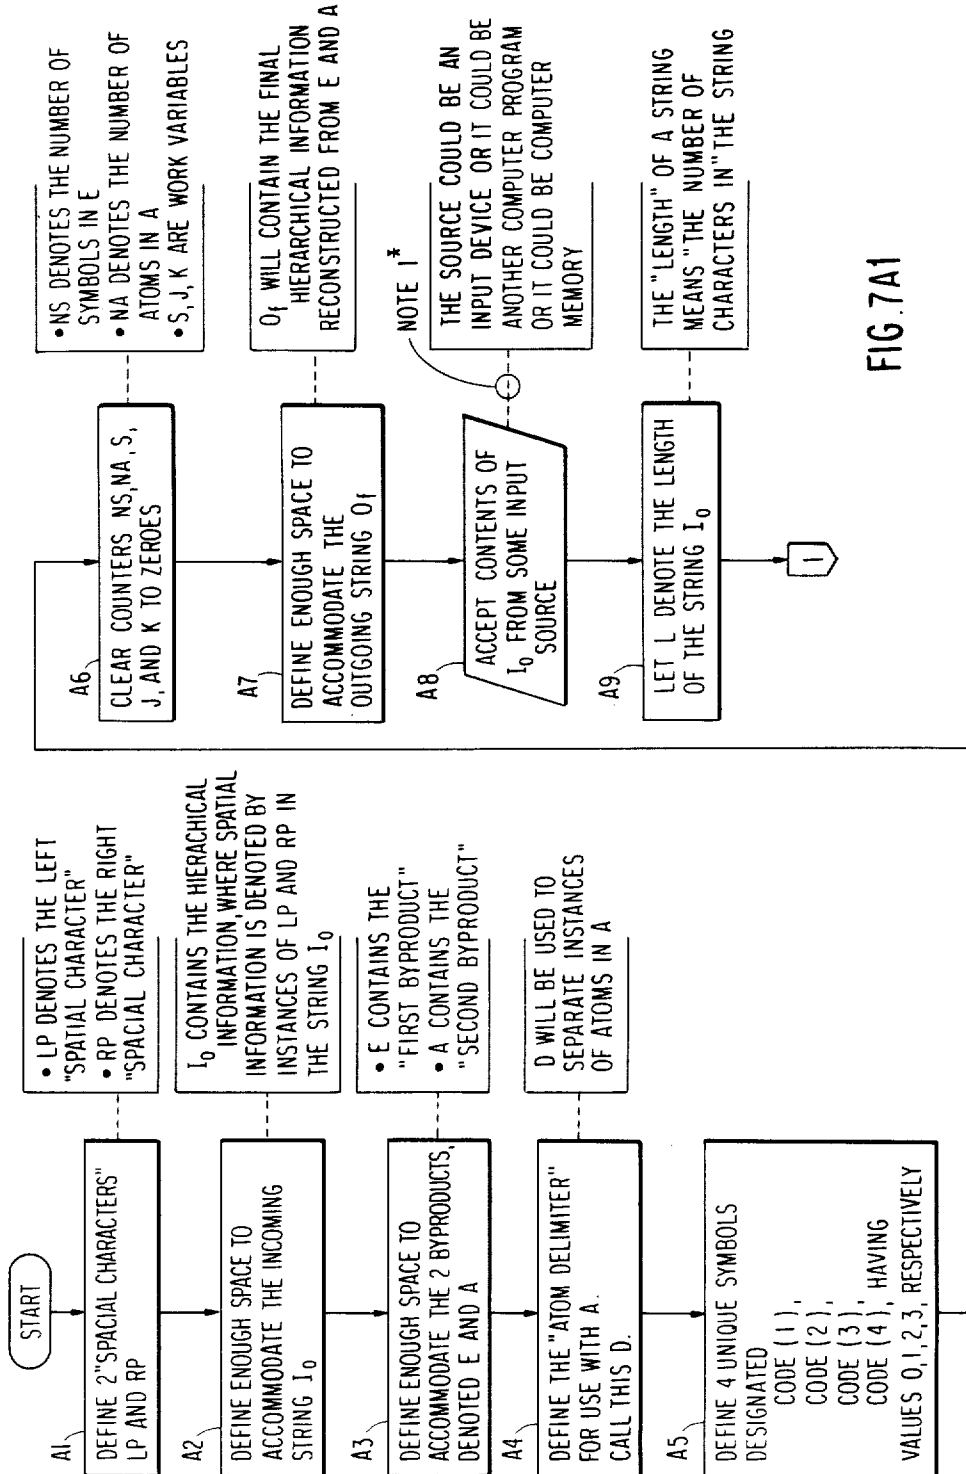 START
A1
DEFINE 2"SPACIAL CHARACTERS"
LP AND RP
• LP DENOTES THE LEFT
"SPATIAL CHARACTER"
• RP DENOTES THE RIGHT
"SPACIAL CHARACTER"
A2
DEFINE ENOUGH SPACE TO
ACCOMMODATE THE INCOMING
STRING I0
I0 CONTAINS THE HIERACHICAL
INFORMATION, WHERE SPATIAL
INFORMATION IS DENOTED BY
INSTANCES OF LP AND RP IN
THE STRING I0
A3
DEFINE ENOUGH SPACE TO
ACCOMMODATE THE 2 BYPRODUCTS,
DENOTED E AND A
• E CONTAINS THE
"FIRST BYPRODUCT"
• A CONTAINS THE
"SECOND BYPRODUCT"
A4
DEFINE THE "ATOM DELIMITER"
FOR USE WITH A.
CALL THIS D.
D WILL BE USED TO
SEPARATE INSTANCES
OF ATOMS IN A
A5
DEFINE 4 UNIQUE SYMBOLS
DESIGNATED
CODE (1),
CODE (2),
CODE (3),
CODE (4), HAVING
VALUES 0,1,2,3, RESPECTIVELY
A6
CLEAR COUNTERS NS,NA,S,
J, AND K TO ZEROES
• NS DENOTES THE NUMBER OF
SYMBOLS IN E
• NA DENOTES THE NUMBER OF
ATOMS IN A
• S,J,K ARE WORK VARIABLES
A7
DEFINE ENOUGH SPACE TO
ACCOMMODATE THE
OUTGOING STRING Of
Of WILL CONTAIN THE FINAL
HIERARCHICAL INFORMATION
RECONSTRUCTED FROM E AND A
A8
ACCEPT CONTENTS OF
I0 FROM SOME INPUT
SOURCE
NOTE 1*
THE SOURCE COULD BE AN
INPUT DEVICE OR IT COULD BE
ANOTHER COMPUTER PROGRAM
OR IT COULD BE COMPUTER
MEMORY
A9
LET L DENOTE THE LENGTH
OF THE STRING I0
THE "LENGTH" OF A STRING
MEANS "THE NUMBER OF
CHARACTERS IN" THE STRING
1
FIG.7A1